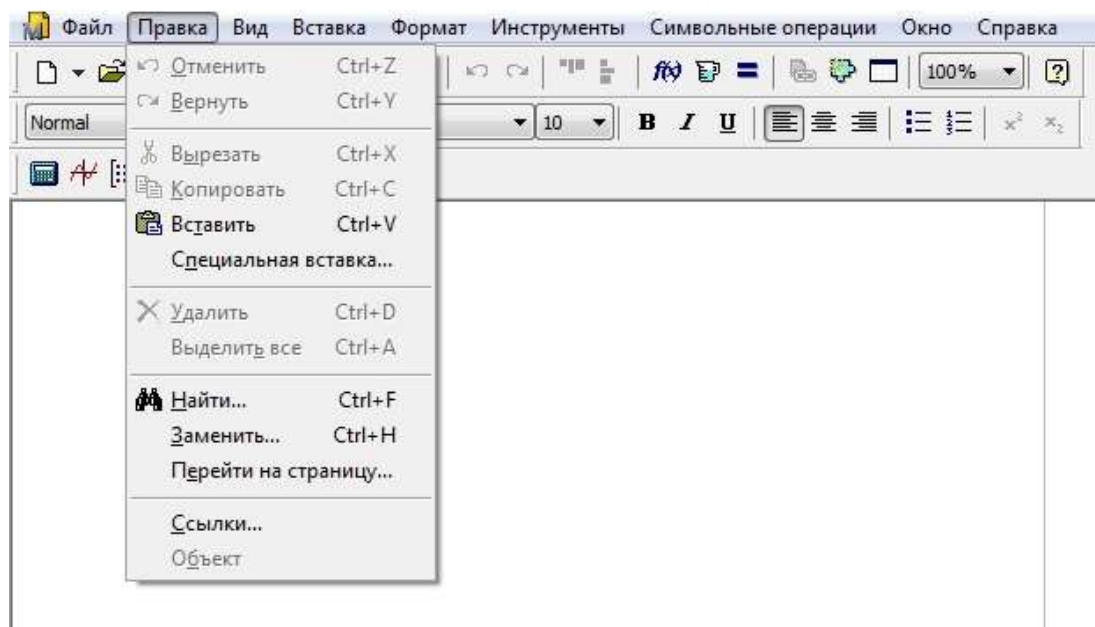 Файл Правка Вид Вставка Формат Инструменты Символьные операции Окно Справка
f(x) 100% ?
Normal 10 B I U x² x₂
Отменить Ctrl+Z
Вернуть Ctrl+Y
Вырезать Ctrl+X
Копировать Ctrl+C
Вставить Ctrl+V
Специальная вставка...
Удалить Ctrl+D
Выделить все Ctrl+A
Найти... Ctrl+F
Заменить... Ctrl+H
Перейти на страницу...
Ссылки...
Объект